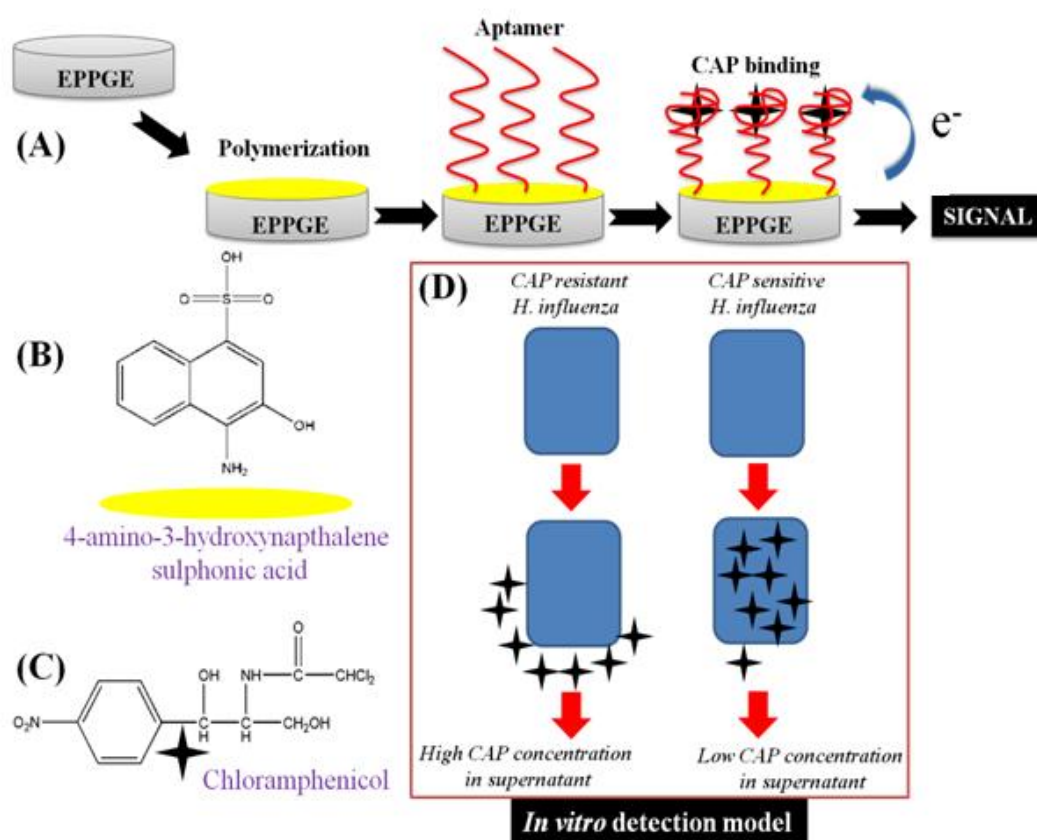 EPPGE
(A)
Polymerization
EPPGE
Aptamer
EPPGE
CAP binding
EPPGE
e-
SIGNAL
(B)
OH
O
S
O
OH
NH₂
4-amino-3-hydroxynapthalene
sulphonic acid
(C)
O
OH
NH
C
CHCl₂
O₂N
C
C
CH₂OH
H
H
Chloramphenicol
(D)
CAP resistant
H. influenza
CAP sensitive
H. influenza
High CAP concentration
in supernatant
Low CAP concentration
in supernatant
In vitro detection model